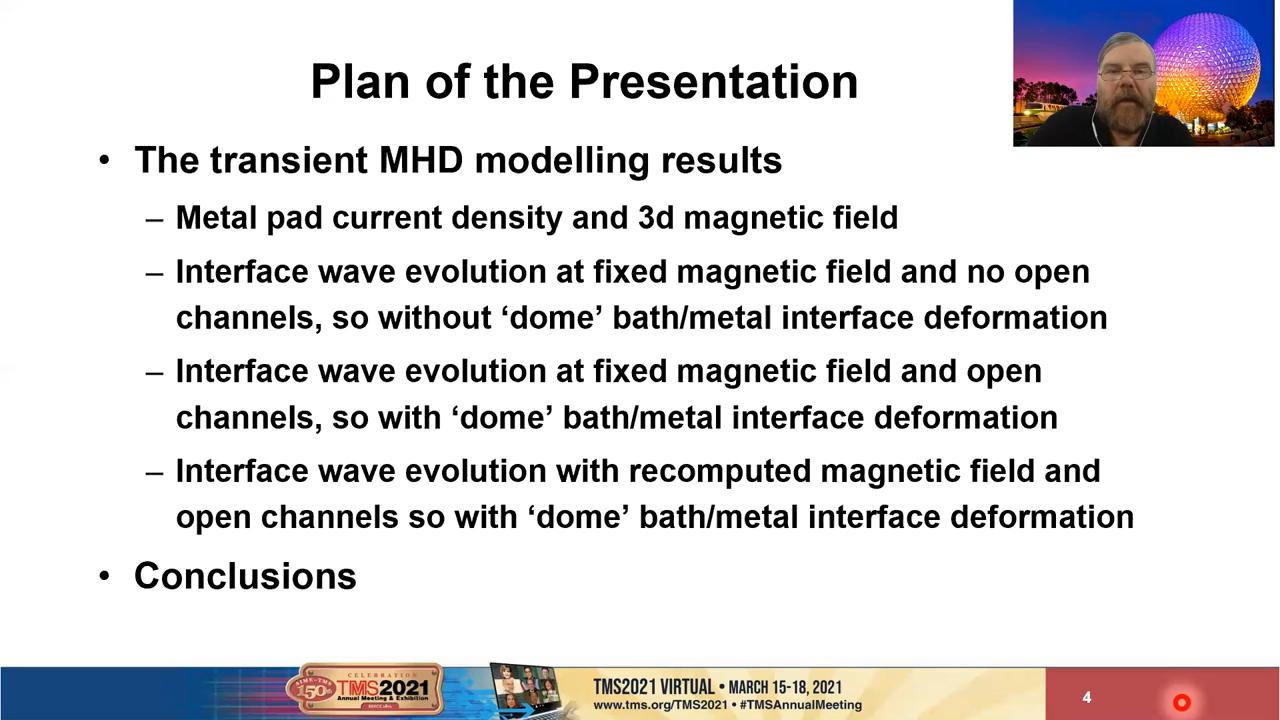 Plan of the Presentation
• The transient MHD modelling results
– Metal pad current density and 3d magnetic field
– Interface wave evolution at fixed magnetic field and no open
channels, so without ‘dome’ bath/metal interface deformation
– Interface wave evolution at fixed magnetic field and open
channels, so with ‘dome’ bath/metal interface deformation
– Interface wave evolution with recomputed magnetic field and
open channels so with ‘dome’ bath/metal interface deformation
• Conclusions
CELEBRATION
AIME-TMS
150th
TMS2021
Annual Meeting & Exhibition
TMS2021 VIRTUAL • MARCH 15-18, 2021
www.tms.org/TMS2021 • #TMSAnnualMeeting
4